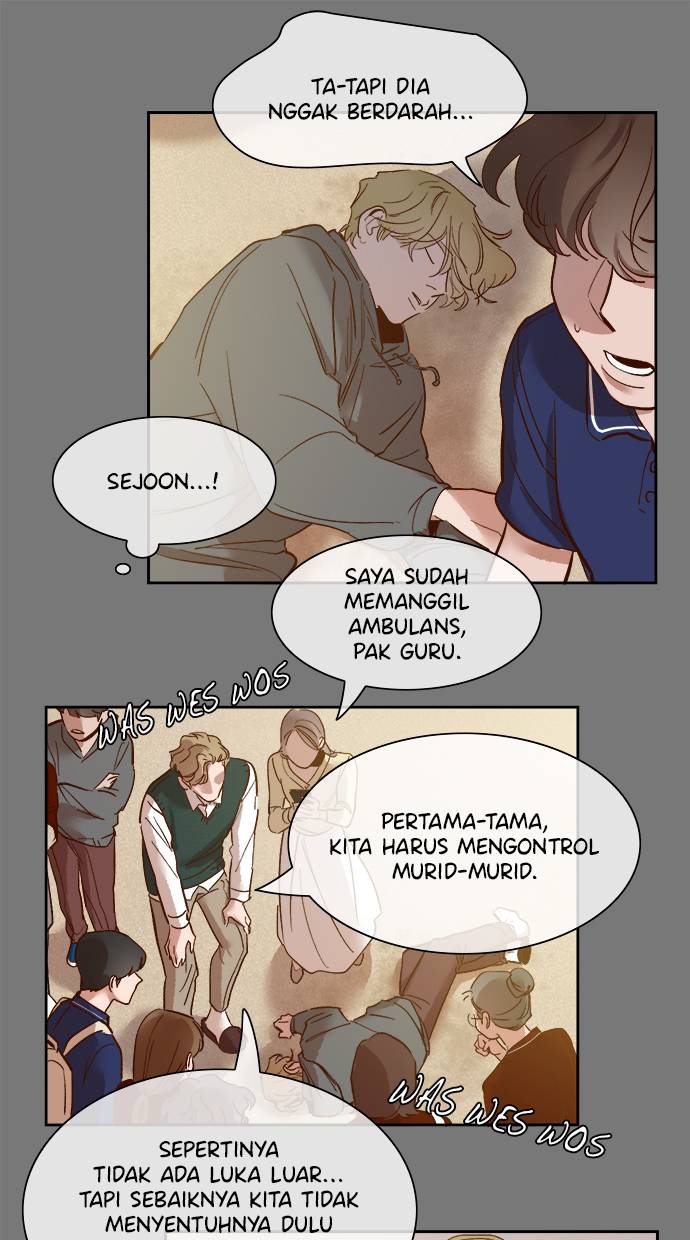 TA-TAPI DIA
NGGAK BERDARAH...
SEJOON...!
SAYA SUDAH
MEMANGGIL
AMBULANS,
PAK GURU.
WAS WES WOS
PERTAMA-TAMA,
KITA HARUS MENGONTROL
MURID-MURID.
WAS WES WOS
SEPERTINYA
TIDAK ADA LUKA LUAR...
TAPI SEBAIKNYA KITA TIDAK
MENYENTUHNYA DULU